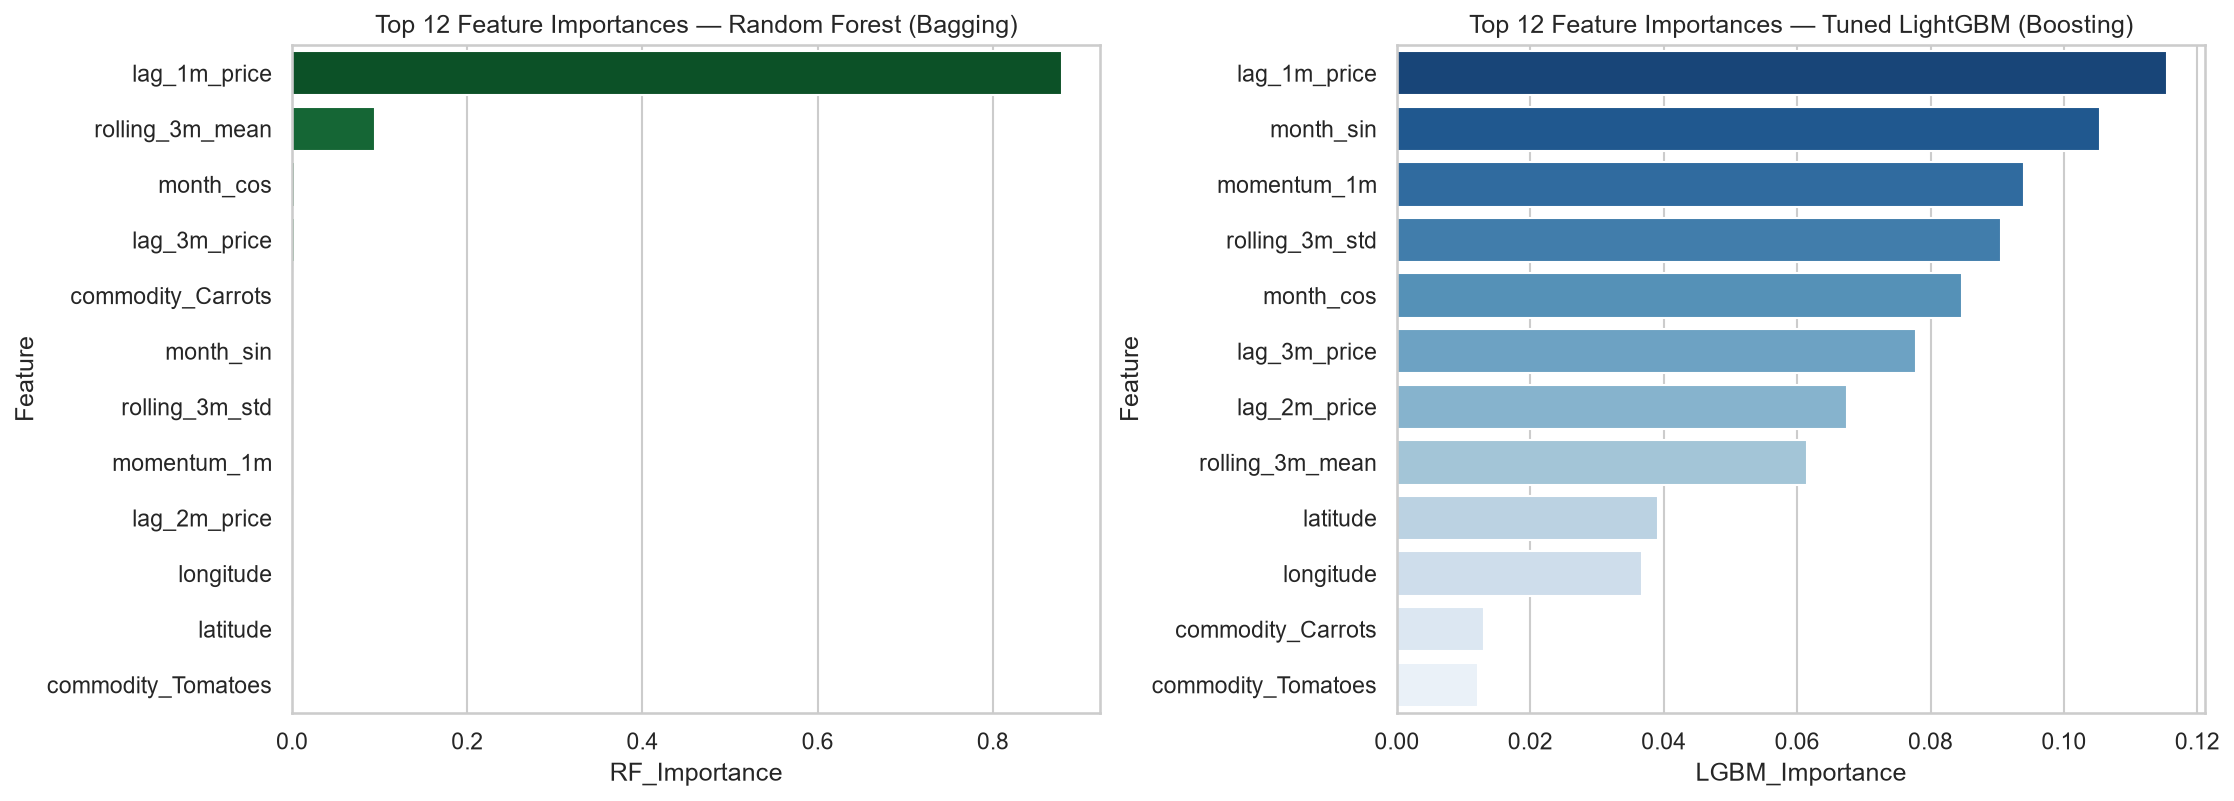 Top 12 Feature Importances — Random Forest (Bagging)
Feature
lag_1m_price
rolling_3m_mean
month_cos
lag_3m_price
commodity_Carrots
month_sin
rolling_3m_std
momentum_1m
lag_2m_price
longitude
latitude
commodity_Tomatoes
0.0 0.2 0.4 0.6 0.8
RF_Importance
Top 12 Feature Importances — Tuned LightGBM (Boosting)
Feature
lag_1m_price
month_sin
momentum_1m
rolling_3m_std
month_cos
lag_3m_price
lag_2m_price
rolling_3m_mean
latitude
longitude
commodity_Carrots
commodity_Tomatoes
0.00 0.02 0.04 0.06 0.08 0.10 0.12
LGBM_Importance